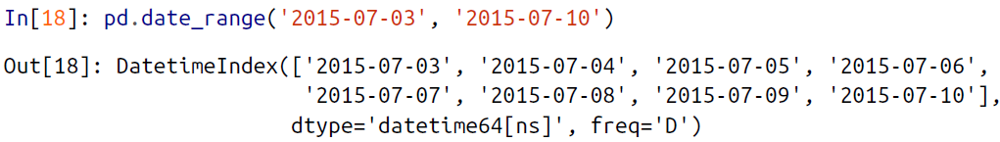 In[18]: pd.date_range('2015-07-03', '2015-07-10')
Out[18]: DatetimeIndex(['2015-07-03', '2015-07-04', '2015-07-05', '2015-07-06',
'2015-07-07', '2015-07-08', '2015-07-09', '2015-07-10'],
dtype='datetime64[ns]', freq='D')